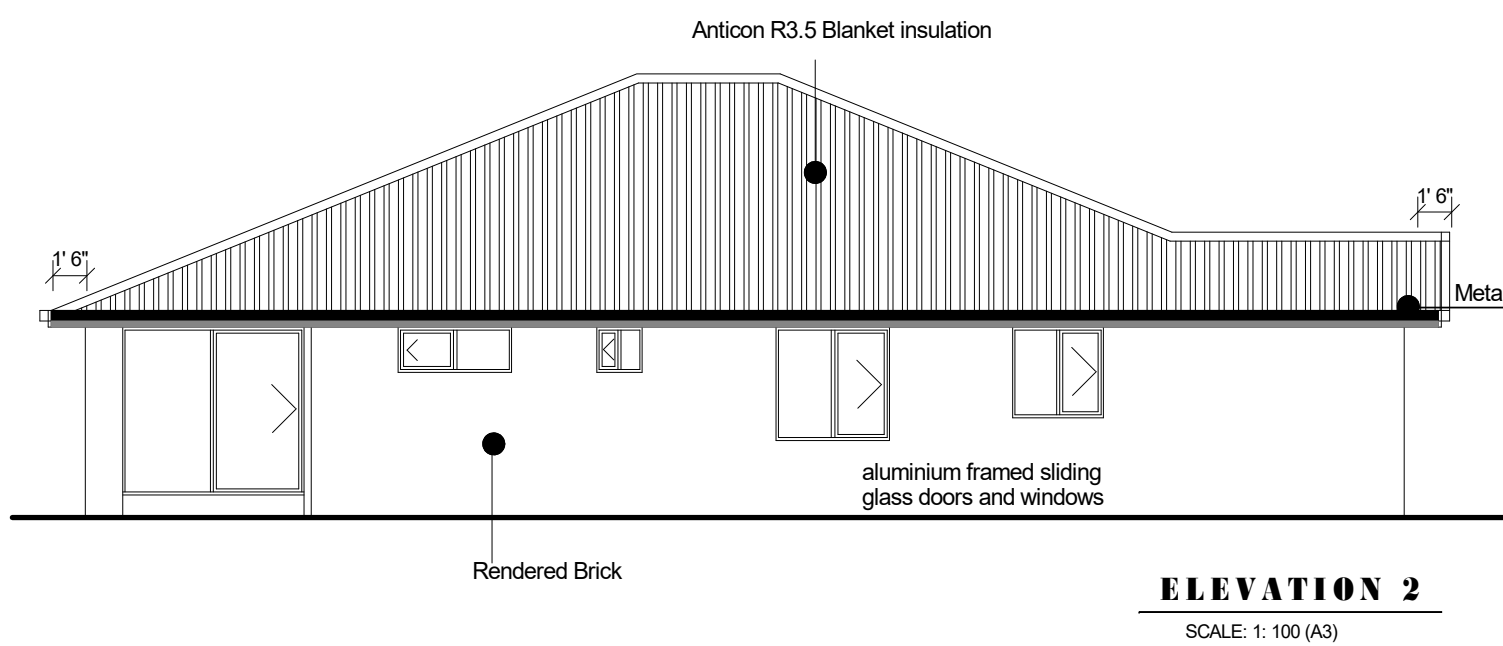 Anticon R3.5 Blanket insulation
1' 6"
1' 6"
Meta
aluminium framed sliding
glass doors and windows
Rendered Brick
ELEVATION 2
SCALE: 1: 100 (A3)